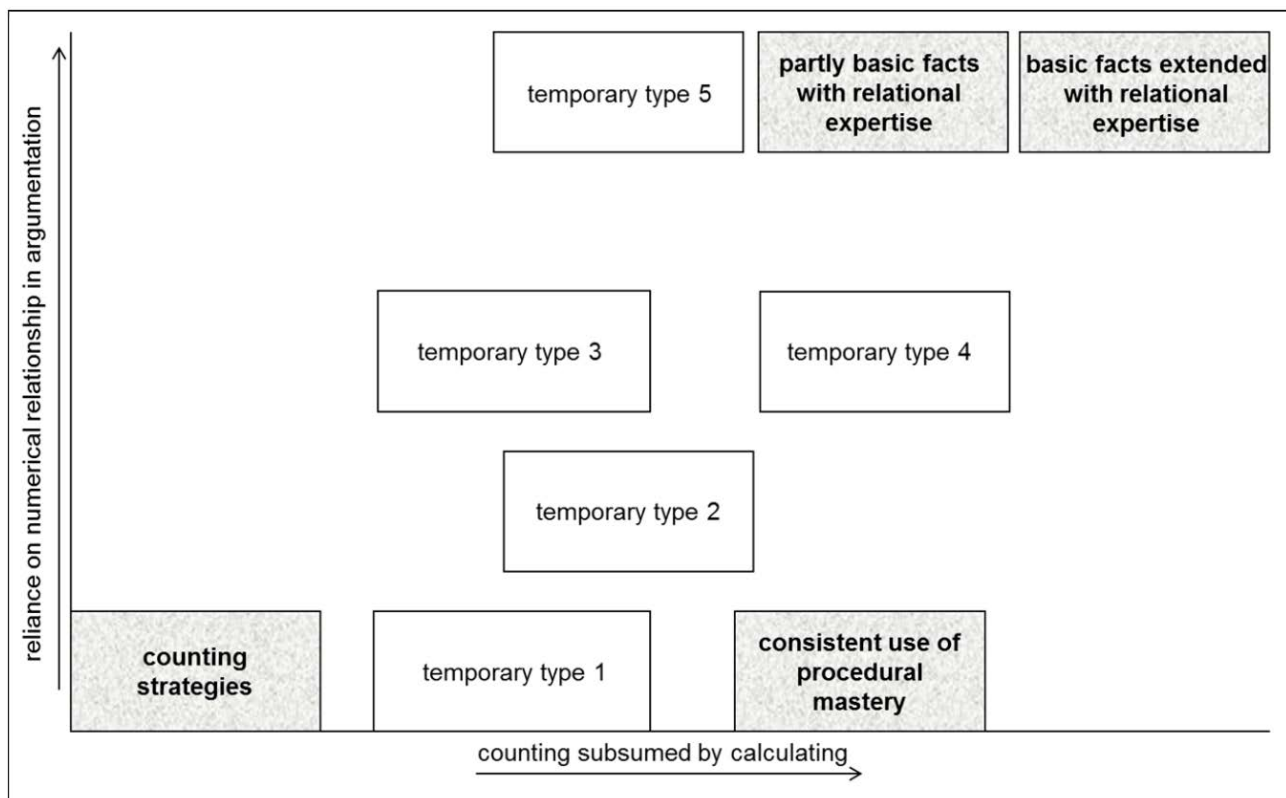 reliance on numerical relationship in argumentation
temporary type 5
partly basic facts
with relational
expertise
basic facts extended
with relational
expertise
temporary type 3
temporary type 4
temporary type 2
counting
strategies
temporary type 1
consistent use of
procedural
mastery
counting subsumed by calculating